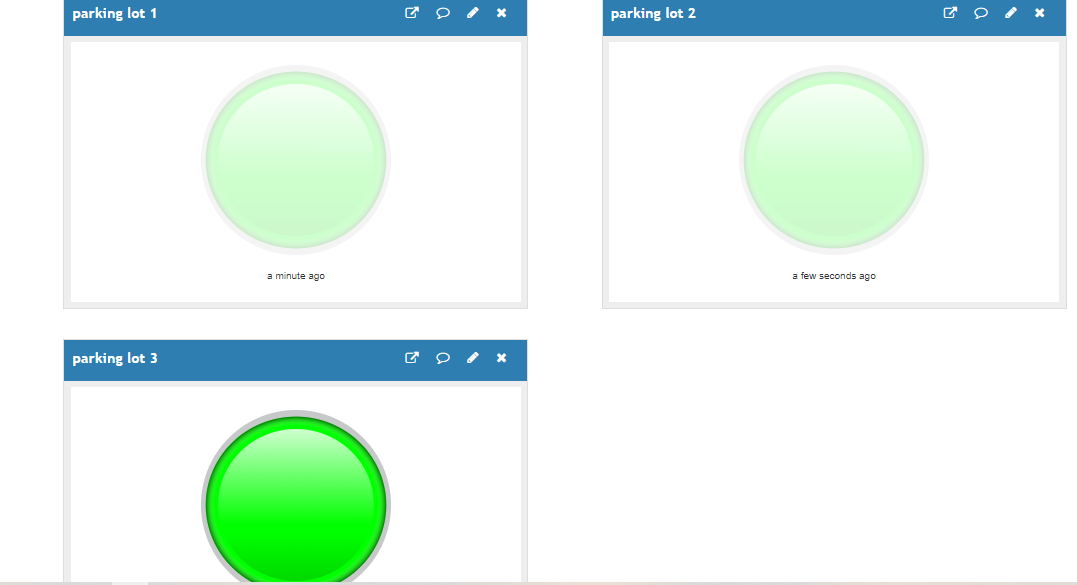 parking lot 1
parking lot 2
a minute ago
a few seconds ago
parking lot 3